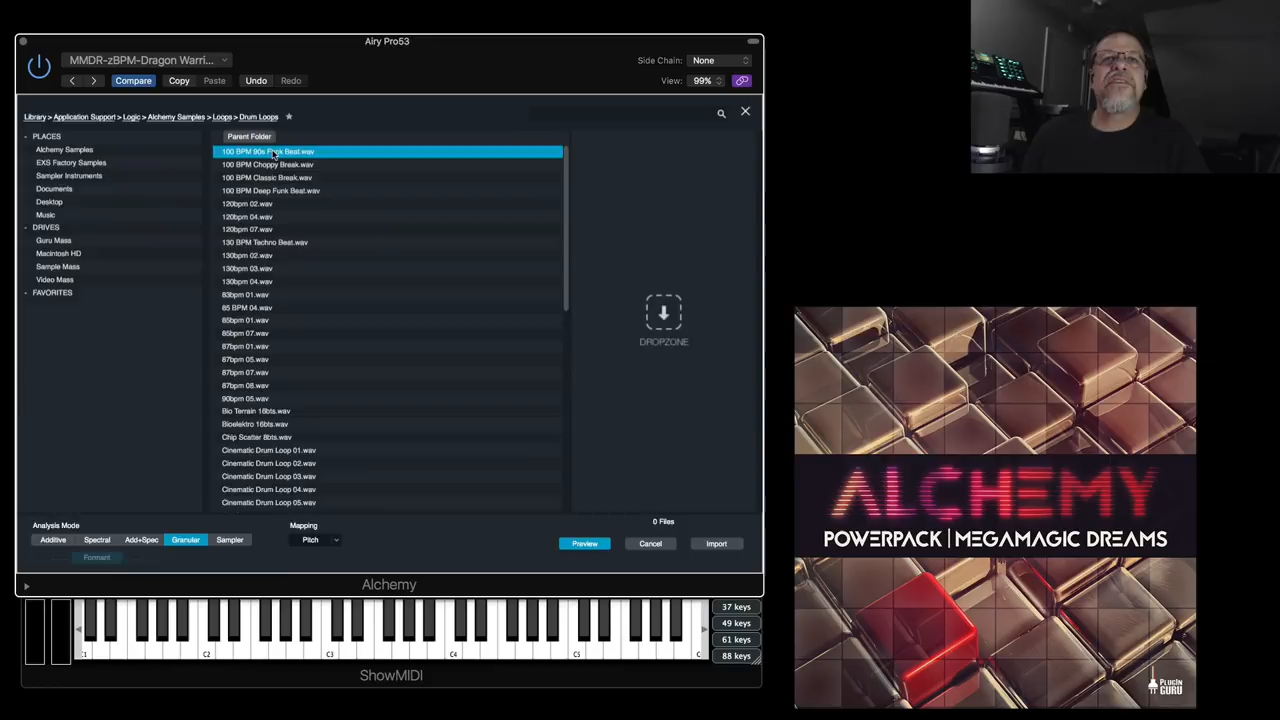 Airy Pro53
MMDR-zBPM-Dragon Warri...
Side Chain: None
Compare Copy Paste Undo Redo
View: 99%
Library > Application Support > Logic > Alchemy Samples > Loops > Drum Loops
PLACES
Alchemy Samples
EXS Factory Samples
Sampler Instruments
Documents
Desktop
Music
DRIVES
Guru Mass
Macintosh HD
Sample Mass
Video Mass
FAVORITES
Parent Folder
100 BPM 90s Funk Beat.wav
100 BPM Choppy Break.wav
100 BPM Classic Break.wav
100 BPM Deep Funk Beat.wav
120bpm 02.wav
120bpm 04.wav
120bpm 07.wav
130 BPM Techno Beat.wav
130bpm 02.wav
130bpm 03.wav
130bpm 04.wav
83bpm 01.wav
85 BPM 04.wav
85bpm 01.wav
85bpm 07.wav
87bpm 01.wav
87bpm 05.wav
87bpm 07.wav
87bpm 08.wav
90bpm 05.wav
Bio Terrain 16bts.wav
Bioelektro 16bts.wav
Chip Scatter 8bts.wav
Cinematic Drum Loop 01.wav
Cinematic Drum Loop 02.wav
Cinematic Drum Loop 03.wav
Cinematic Drum Loop 04.wav
Cinematic Drum Loop 05.wav
DROPZONE
Analysis Mode
Additive Spectral Add+Spec Granular Sampler
Formant
Mapping
Pitch
0 Files
Preview Cancel Import
Alchemy
37 keys
49 keys
61 keys
88 keys
C1 C2 C3 C4 C5 C
ShowMIDI
ALCHEMY
POWERPACK | MEGAMAGIC DREAMS
PLUGIN
GURU